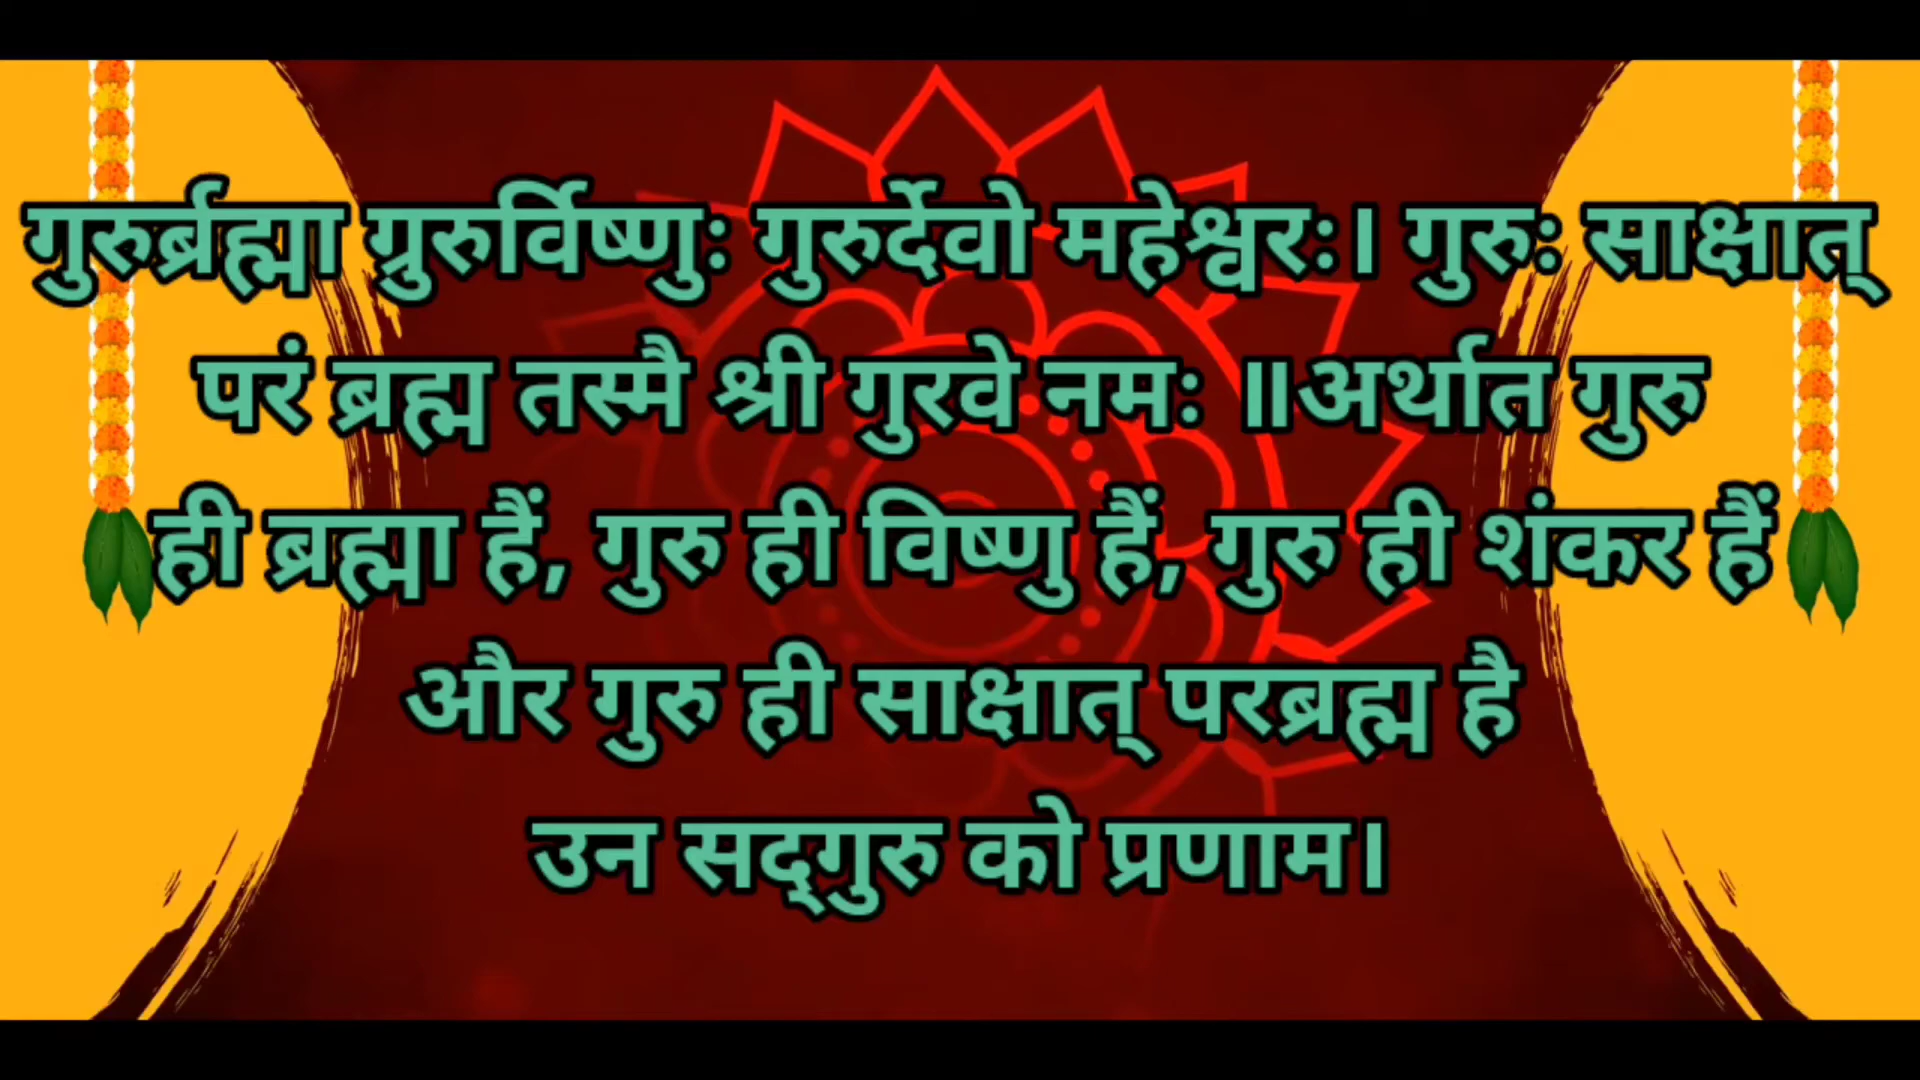 गुरुर्ब्रह्मा ग्रुरुर्विष्णुः गुरुर्देवो महेश्वरः। गुरुः साक्षात्
परं ब्रह्म तस्मै श्री गुरवे नमः ॥अर्थात गुरु
ही ब्रह्मा हैं, गुरु ही विष्णु हैं, गुरु ही शंकर हैं
और गुरु ही साक्षात् परब्रह्म है
उन सद्‌गुरु को प्रणाम।